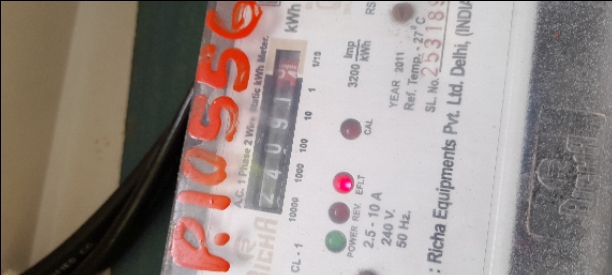 P.105556
A.C. 1 Phase 2 Wire Static kWh Meter
RICHA
kWh
10000 1000 100 10 1 1/10
CL - 1
3200 Imp/kWh
CAL
EFLT
REV.
POWER
2.5 - 10 A
240 V.
50 Hz.
YEAR 2011
Ref. Temp. - 27°C
SL. No.
: Richa Equipments Pvt. Ltd. Delhi, (INDIA